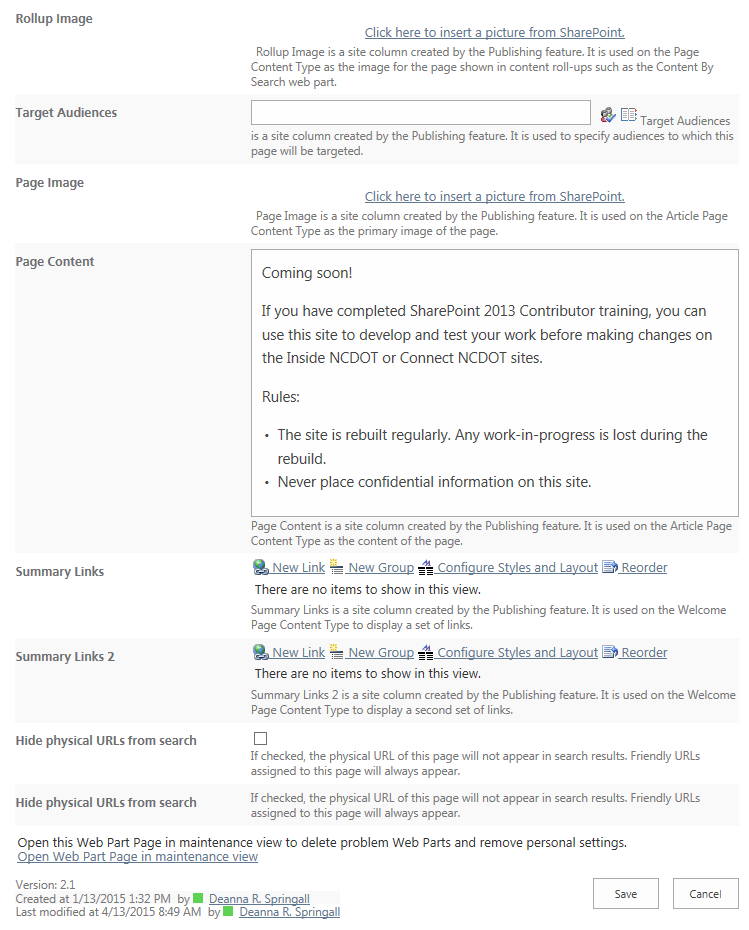 Rollup Image
Click here to insert a picture from SharePoint.
Rollup Image is a site column created by the Publishing feature. It is used on the Page
Content Type as the image for the page shown in content roll-ups such as the Content By
Search web part.
Target Audiences
Target Audiences
is a site column created by the Publishing feature. It is used to specify audiences to which this
page will be targeted.
Page Image
Click here to insert a picture from SharePoint.
Page Image is a site column created by the Publishing feature. It is used on the Article Page
Content Type as the primary image of the page.
Page Content
Coming soon!
If you have completed SharePoint 2013 Contributor training, you can
use this site to develop and test your work before making changes on
the Inside NCDOT or Connect NCDOT sites.
Rules:
• The site is rebuilt regularly. Any work-in-progress is lost during the
rebuild.
• Never place confidential information on this site.
Page Content is a site column created by the Publishing feature. It is used on the Article Page
Content Type as the content of the page.
Summary Links
New Link New Group Configure Styles and Layout Reorder
There are no items to show in this view.
Summary Links is a site column created by the Publishing feature. It is used on the Welcome
Page Content Type to display a set of links.
Summary Links 2
New Link New Group Configure Styles and Layout Reorder
There are no items to show in this view.
Summary Links 2 is a site column created by the Publishing feature. It is used on the Welcome
Page Content Type to display a second set of links.
Hide physical URLs from search
If checked, the physical URL of this page will not appear in search results. Friendly URLs
assigned to this page will always appear.
Hide physical URLs from search
If checked, the physical URL of this page will not appear in search results. Friendly URLs
assigned to this page will always appear.
Open this Web Part Page in maintenance view to delete problem Web Parts and remove personal settings.
Open Web Part Page in maintenance view
Version: 2.1
Created at 1/13/2015 1:32 PM by Deanna R. Springall
Last modified at 4/13/2015 8:49 AM by Deanna R. Springall
Save
Cancel